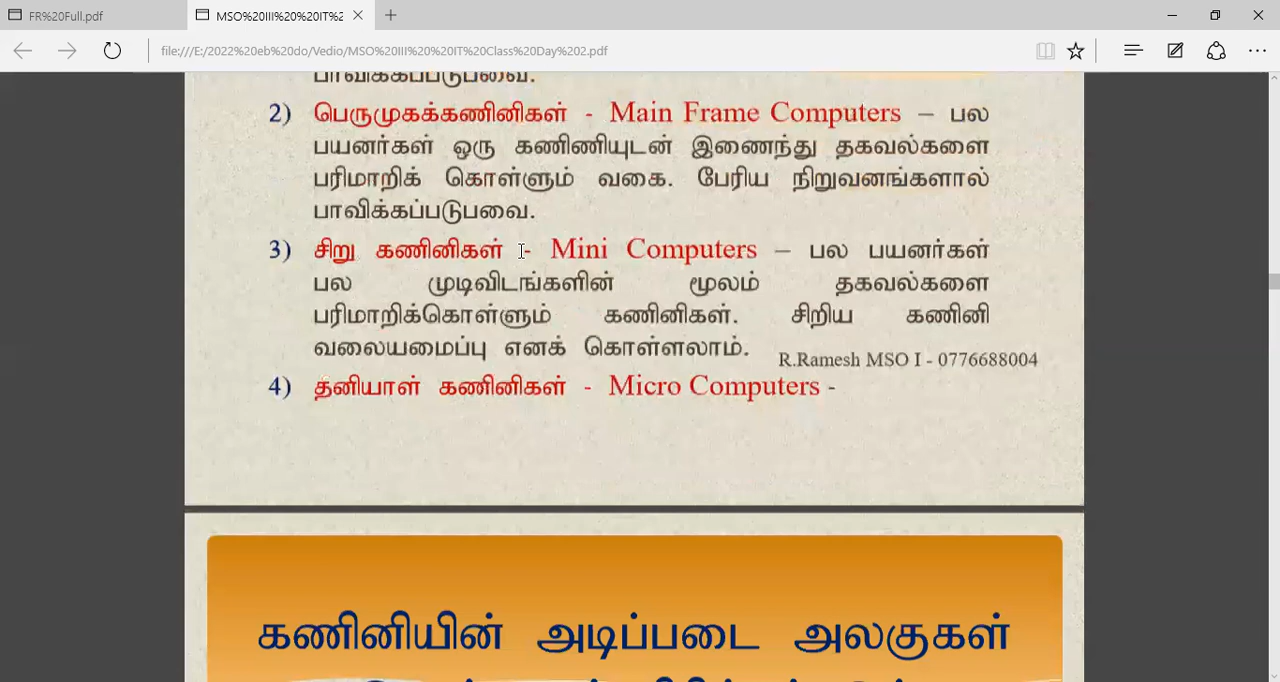 FR%20Full.pdf
MSO%20III%20%20IT%2
file:///E:/2022%20eb%20do/Vedio/MSO%20III%20%20IT%20Class%20Day%202.pdf
பாவிக்கப்படுபவை.
2) பெருமுகக்கணினிகள் - Main Frame Computers – பல
பயனர்கள் ஒரு கணிணியுடன் இணைந்து தகவல்களை
பரிமாறிக் கொள்ளும் வகை. பேரிய நிறுவனங்களால்
பாவிக்கப்படுபவை.
3) சிறு கணினிகள் - Mini Computers – பல பயனர்கள்
பல முடிவிடங்களின் மூலம் தகவல்களை
பரிமாறிக்கொள்ளும் கணினிகள். சிறிய கணினி
வலையமைப்பு எனக் கொள்ளலாம்.
R.Ramesh MSO I - 0776688004
4) தனியாள் கணினிகள் - Micro Computers -
கணினியின் அடிப்படை அலகுகள்